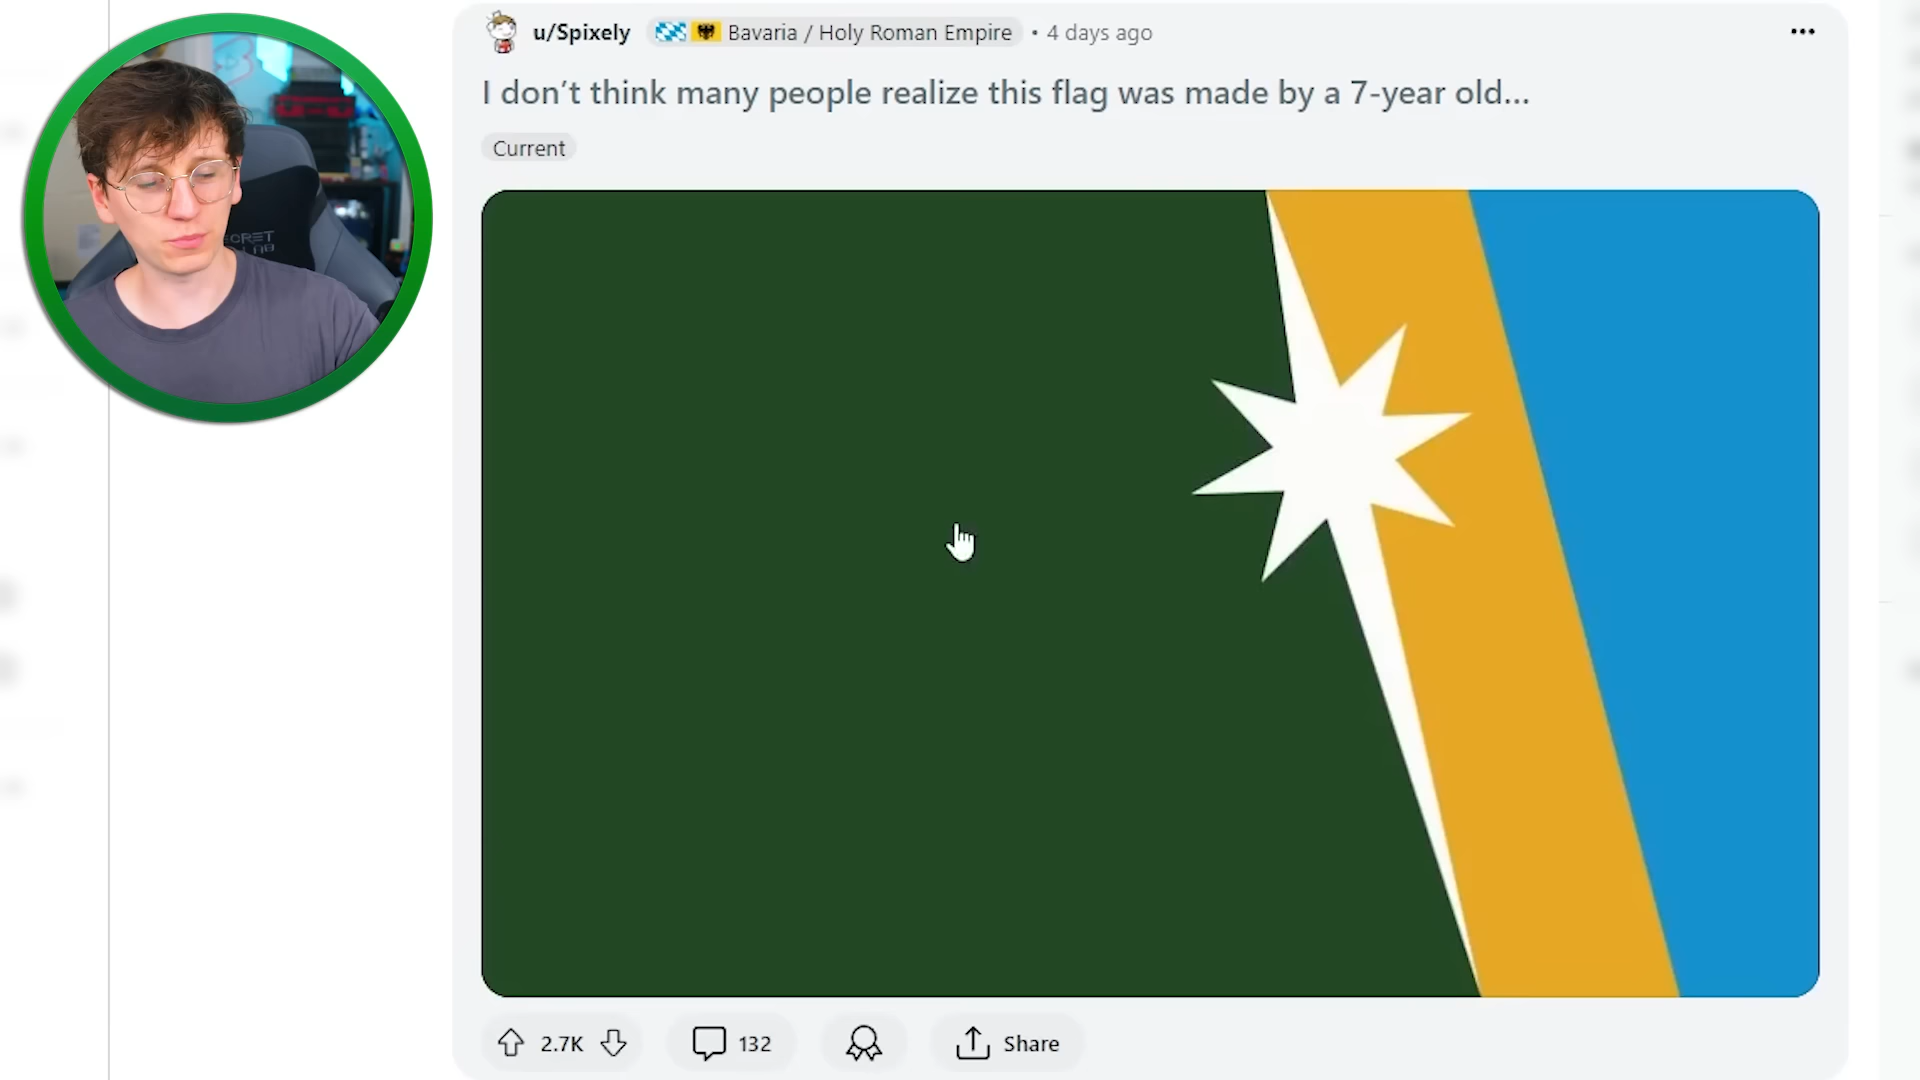 u/Spixely Bavaria / Holy Roman Empire • 4 days ago
I don't think many people realize this flag was made by a 7-year old...
Current
2.7K 132 Share